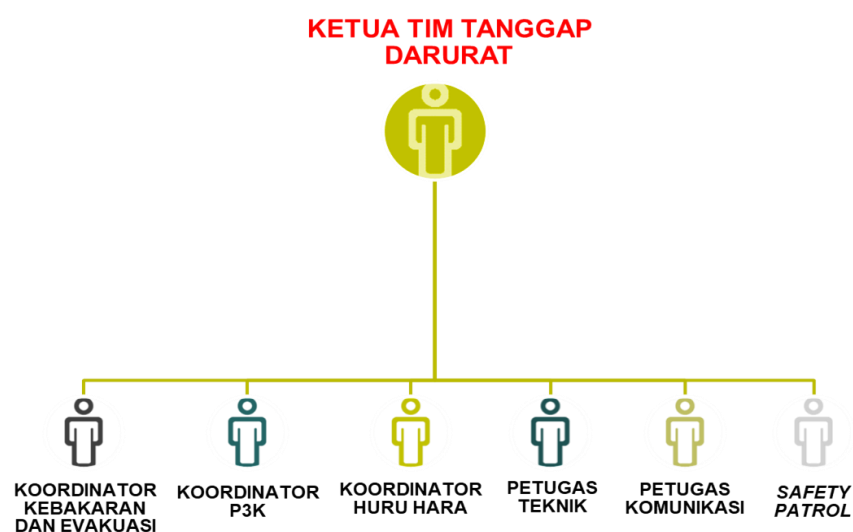 KETUA TIM TANGGAP
DARURAT
KOORDINATOR
KEBAKARAN
DAN EVAKUASI
KOORDINATOR
P3K
KOORDINATOR
HURU HARA
PETUGAS
TEKNIK
PETUGAS
KOMUNIKASI
SAFETY
PATROL